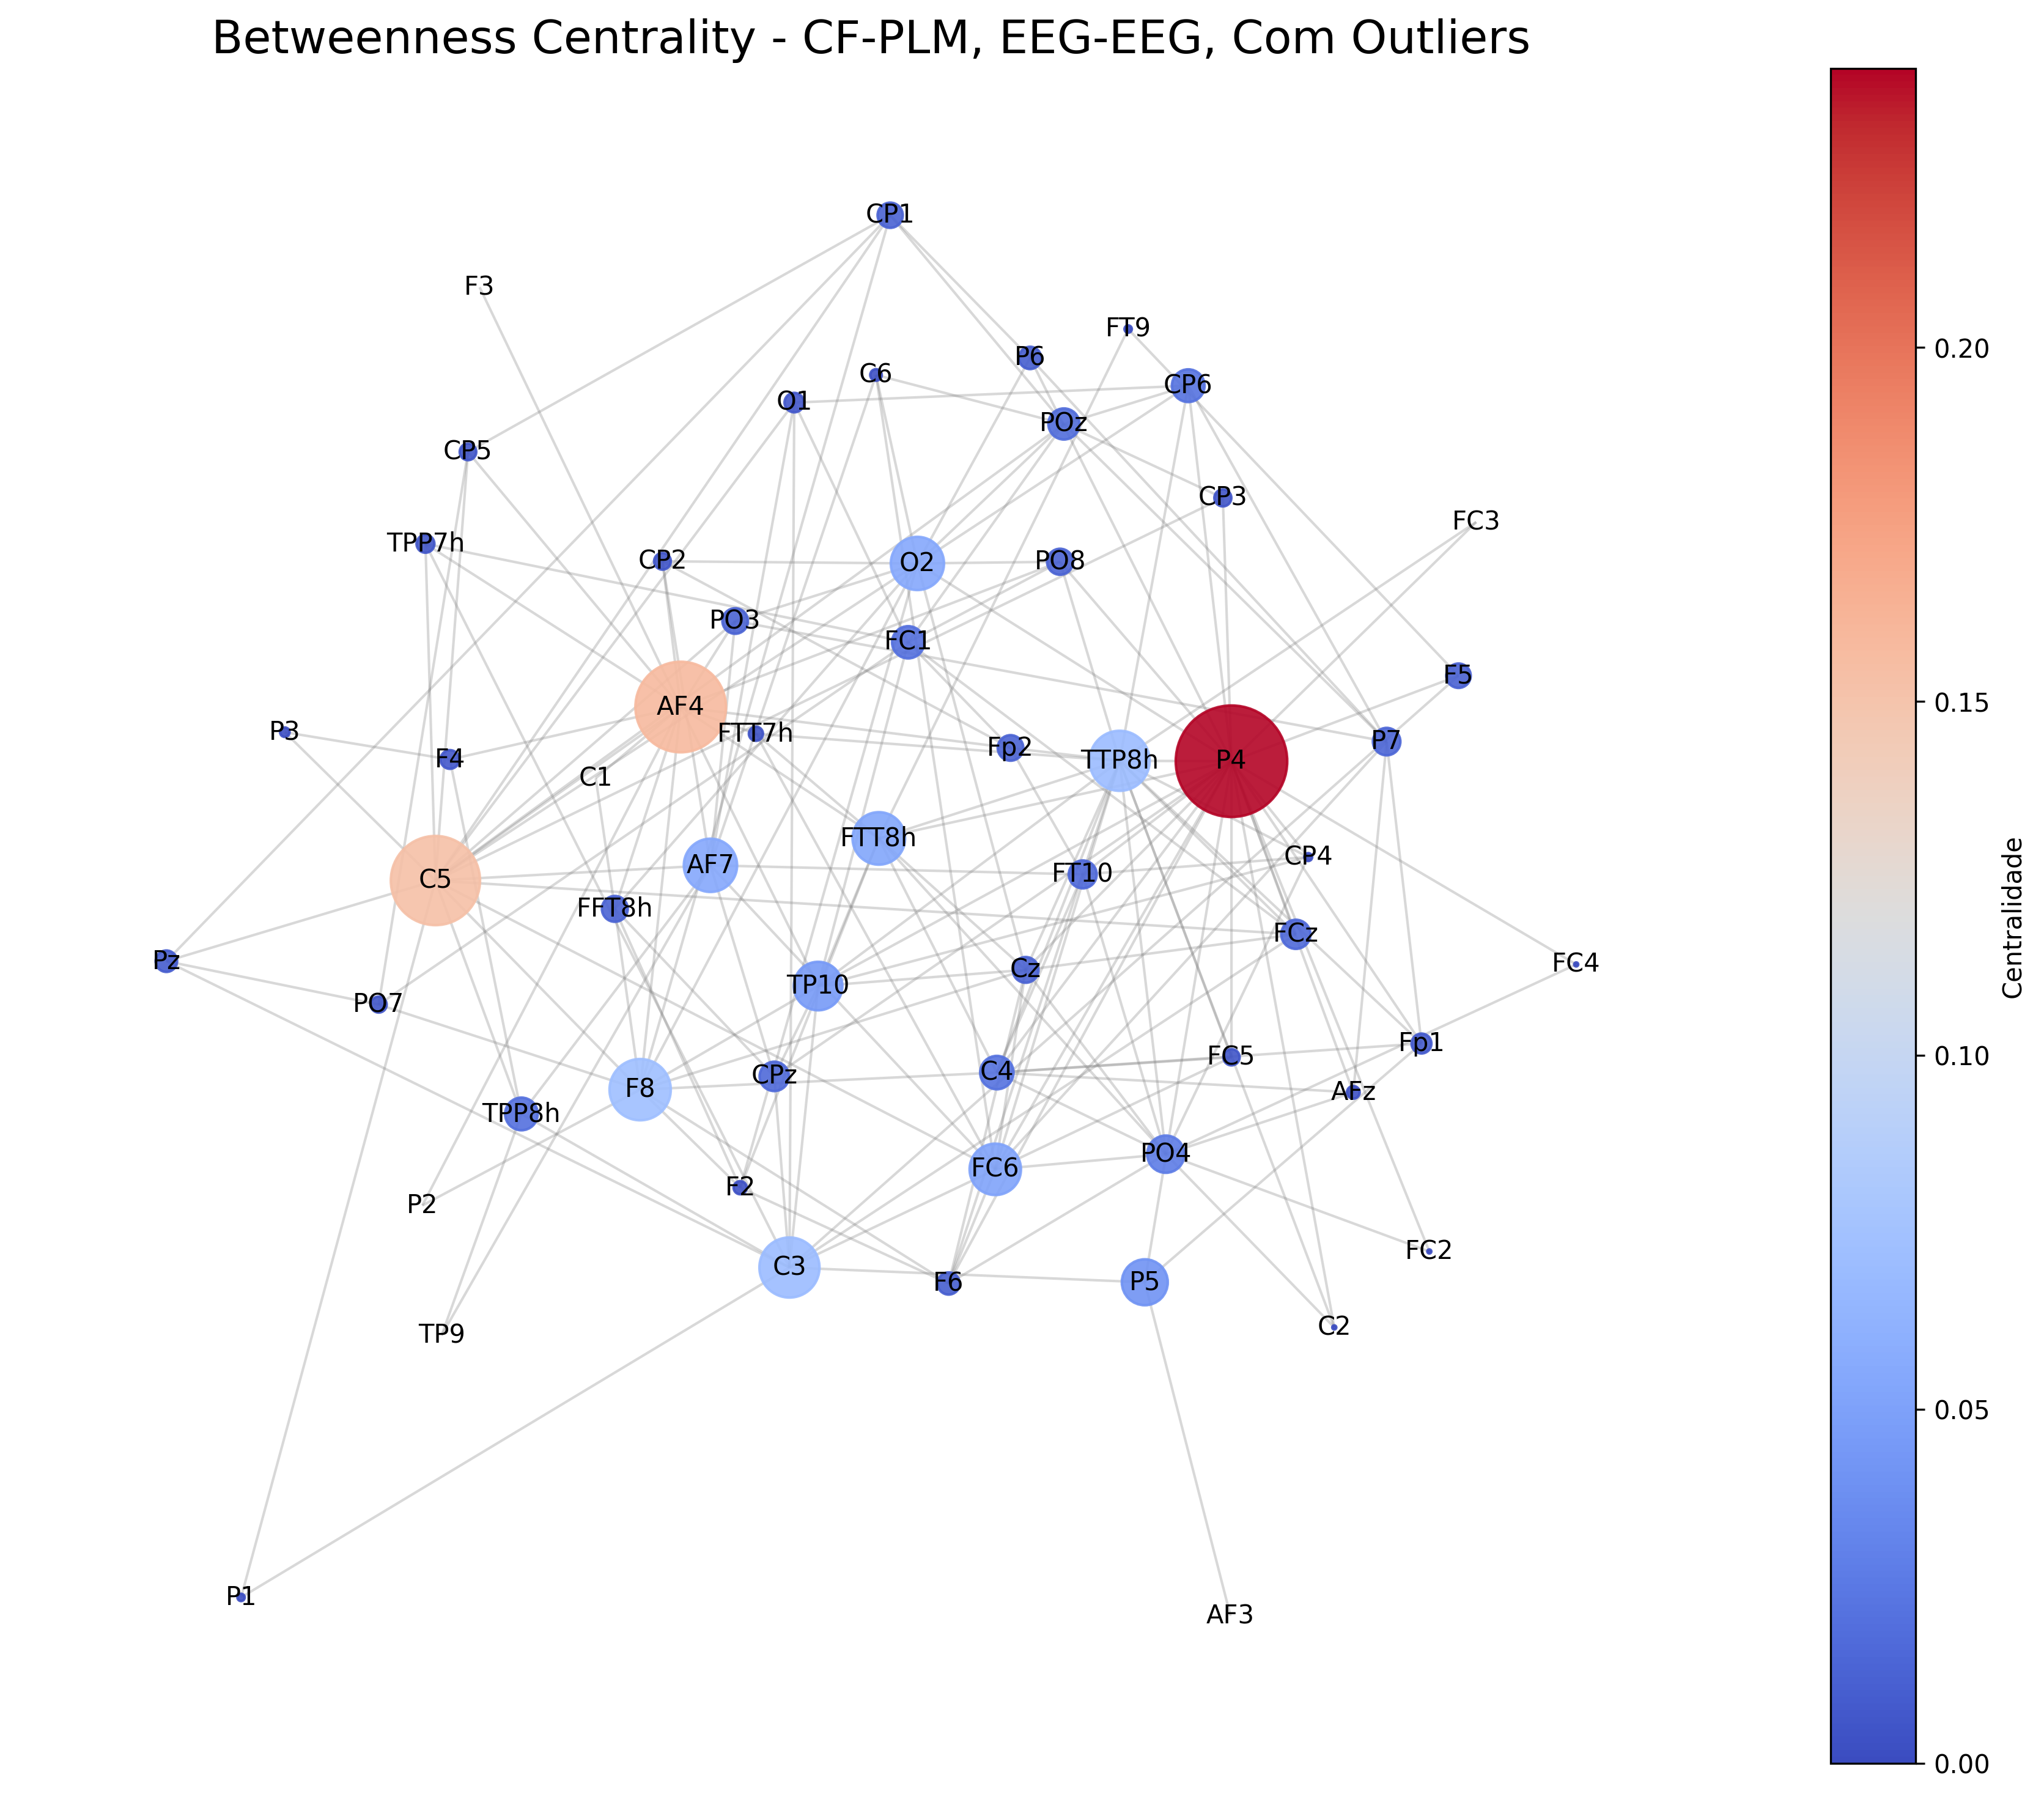 Betweenness Centrality - CF-PLM, EEG-EEG, Com Outliers
CP1
F3
FT9
P6
C6
CP6
O1
POz
CP5
CP3
FC3
TPP7h
CP2
O2
PO8
PO3
FC1
F5
AF4
P3
FTT7h
Fp2
P7
F4
TTP8h
P4
C1
FTT8h
CP4
AF7
FT10
C5
FFT8h
FCz
Pz
FC4
Cz
TP10
PO7
Fp1
FC5
C4
CPz
F8
AFz
TPP8h
PO4
FC6
F2
P2
FC2
C3
P5
F6
C2
TP9
P1
AF3
0.20
0.15
0.10
0.05
0.00
Centralidade